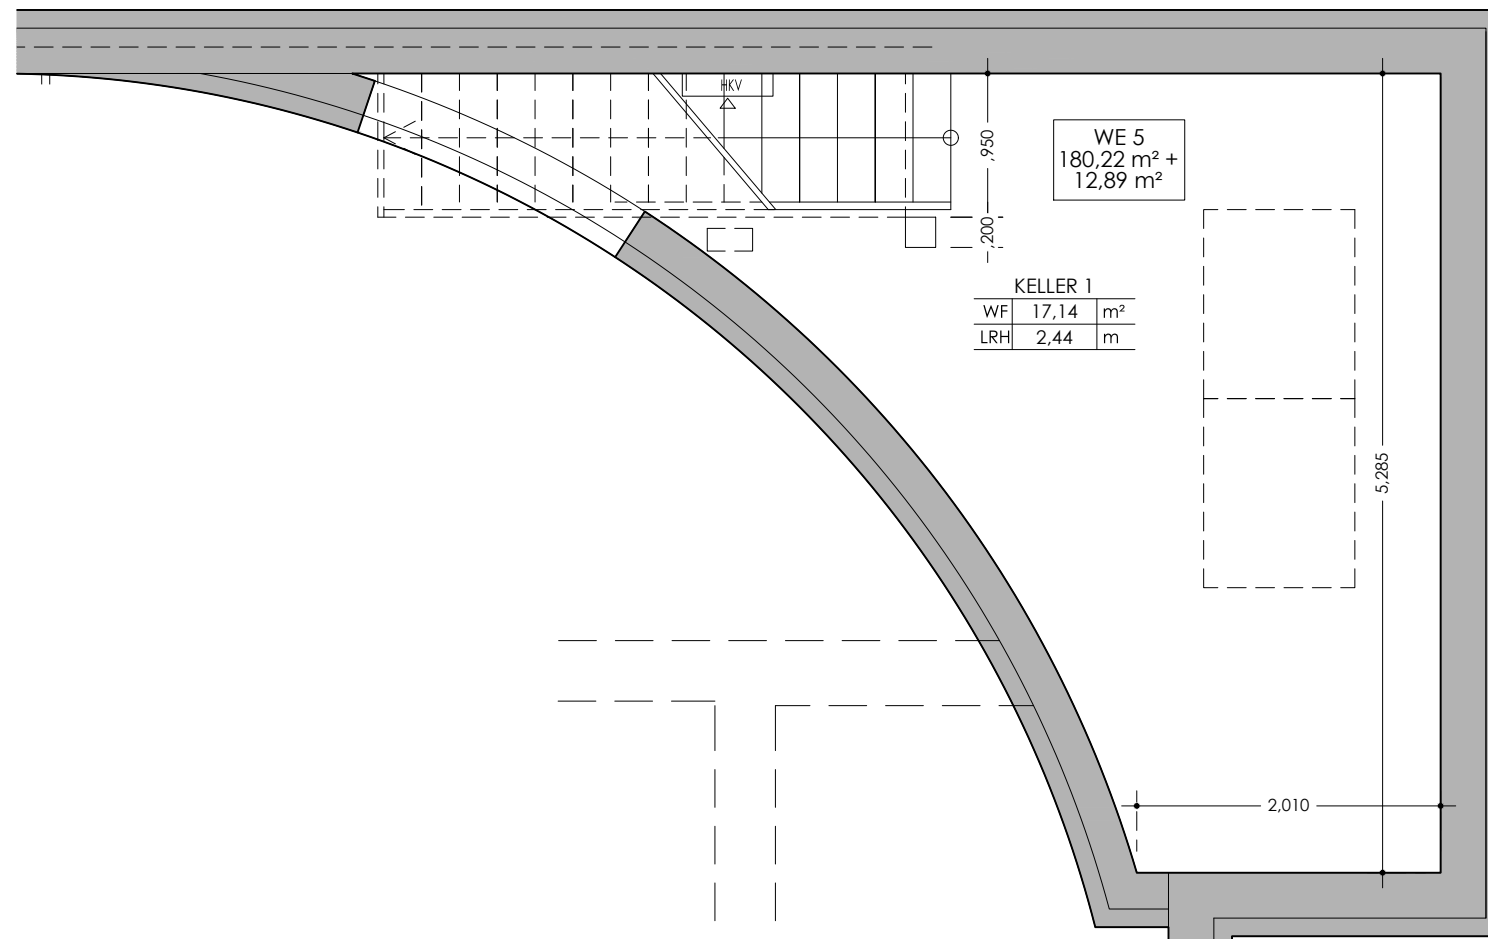 HKV
,950
WE 5
180,22 m² +
12,89 m²
,200
KELLER 1
WF 17,14 m²
LRH 2,44 m
5,285
2,010